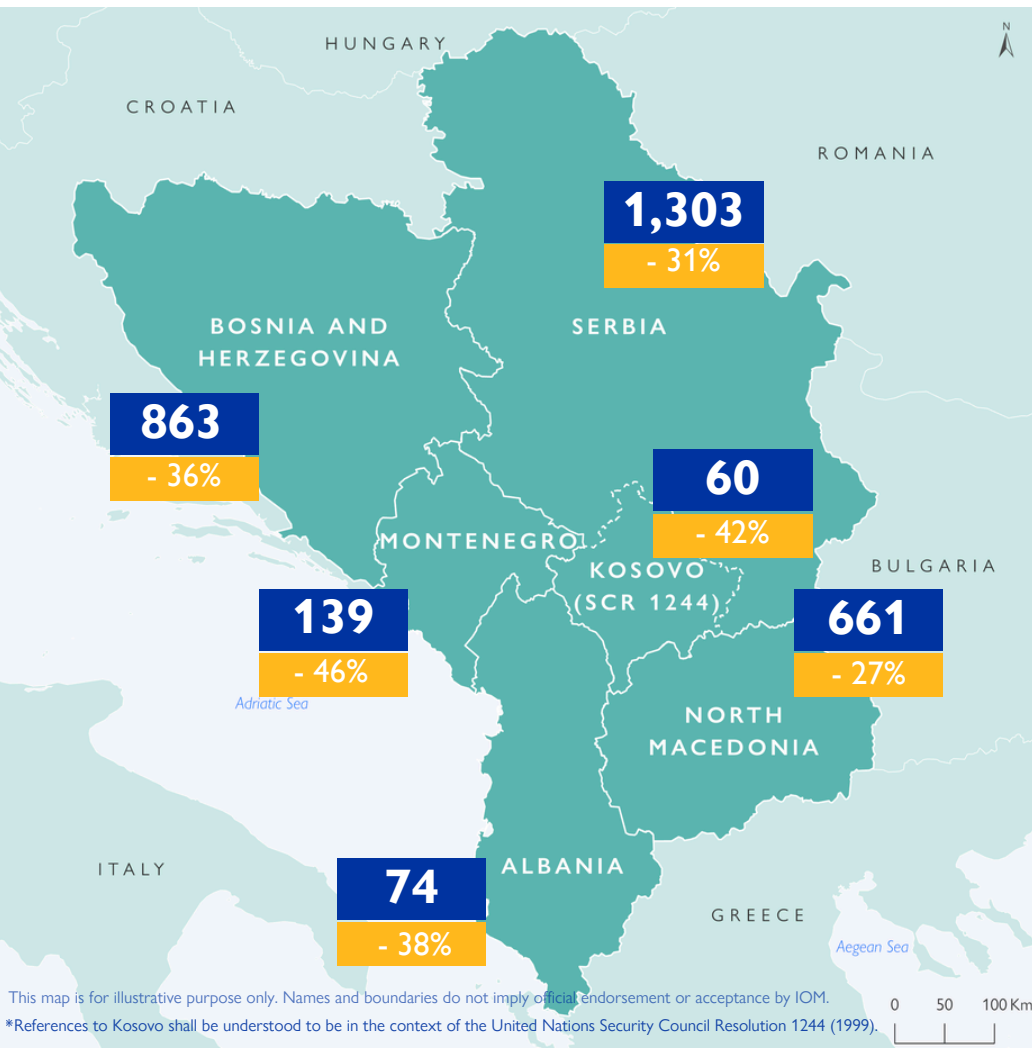 N
HUNGARY
CROATIA
ROMANIA
1,303
- 31%
BOSNIA AND
HERZEGOVINA
SERBIA
863
- 36%
60
- 42%
MONTENEGRO
KOSOVO
(SCR 1244)
BULGARIA
139
- 46%
661
- 27%
Adriatic Sea
NORTH
MACEDONIA
ITALY
ALBANIA
74
- 38%
GREECE
Aegean Sea
This map is for illustrative purpose only. Names and boundaries do not imply official endorsement or acceptance by IOM.
0 50 100 Km
*References to Kosovo shall be understood to be in the context of the United Nations Security Council Resolution 1244 (1999).